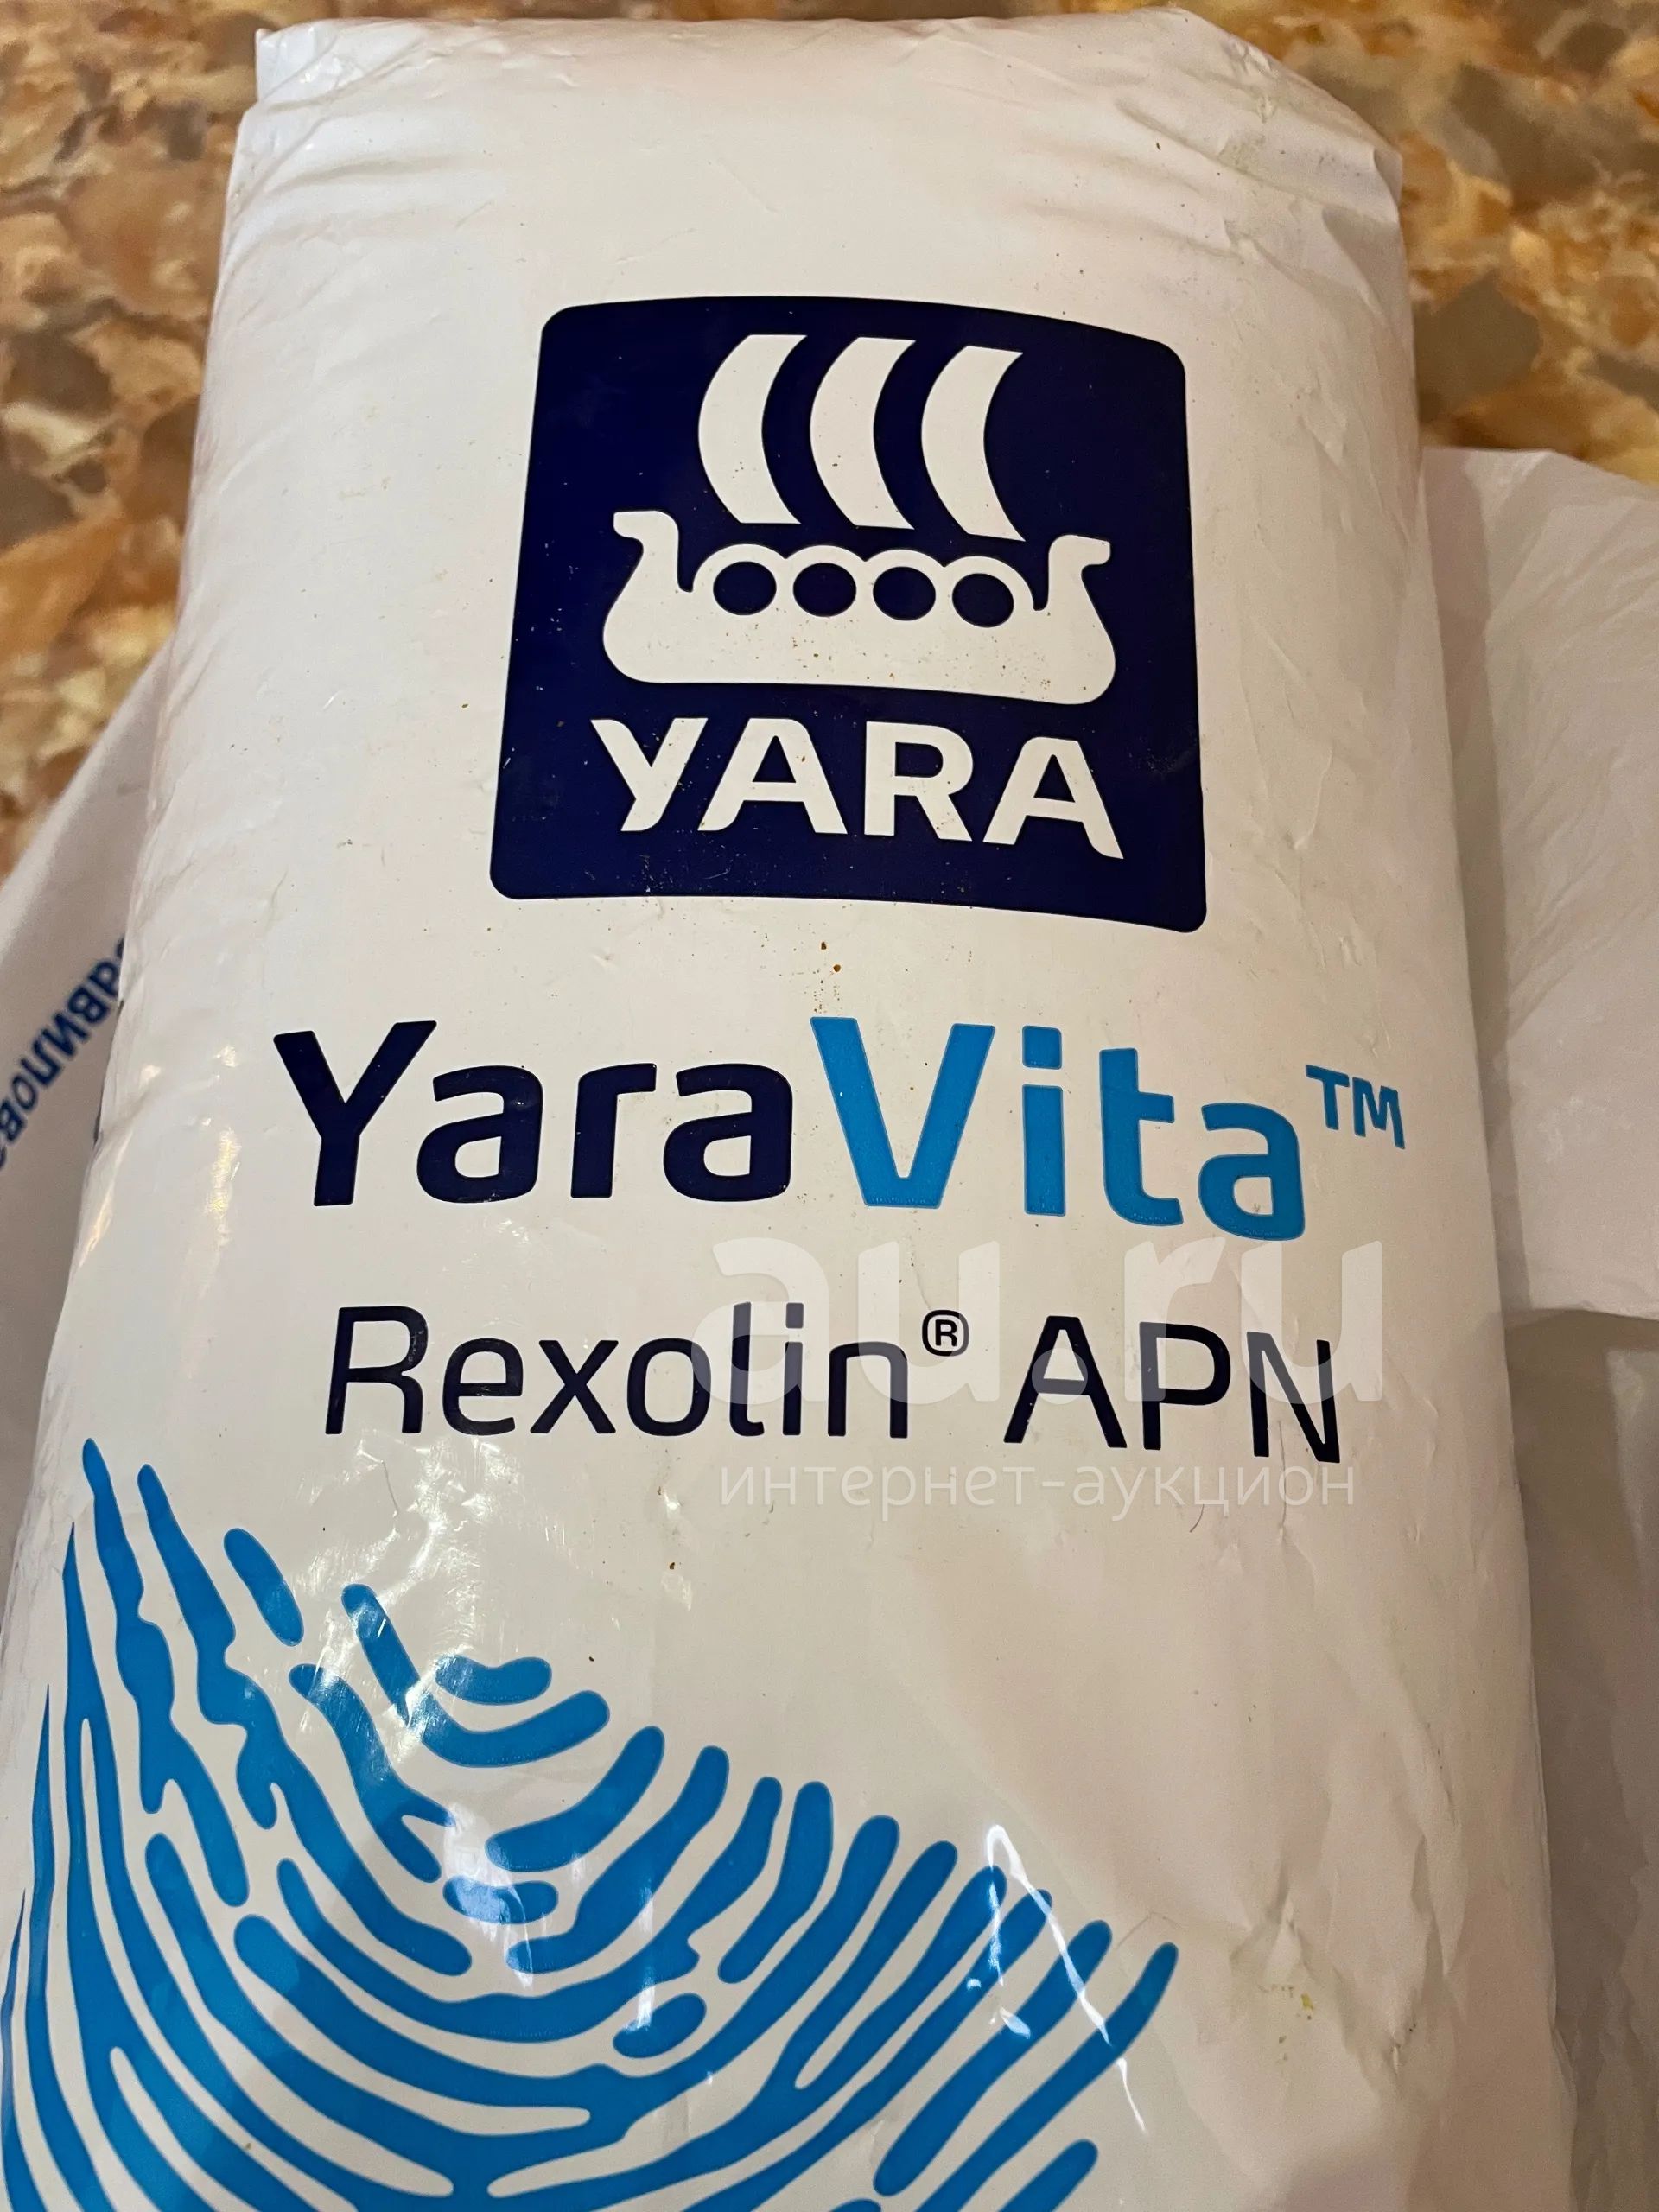 YARA
YaraVita™
Rexolin® APN
au.ru
интернет-аукцион